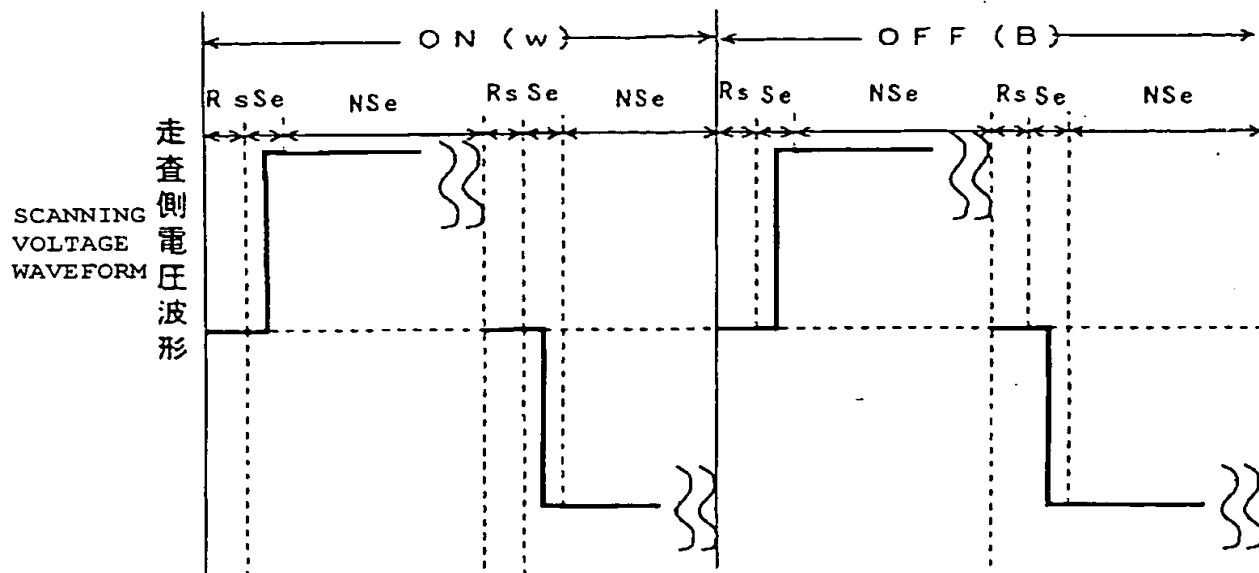 ON (W)
OFF (B)
Rs Se NSe Rs Se NSe Rs Se NSe Rs Se NSe
SCANNING
VOLTAGE
WAVEFORM
走査側電圧波形